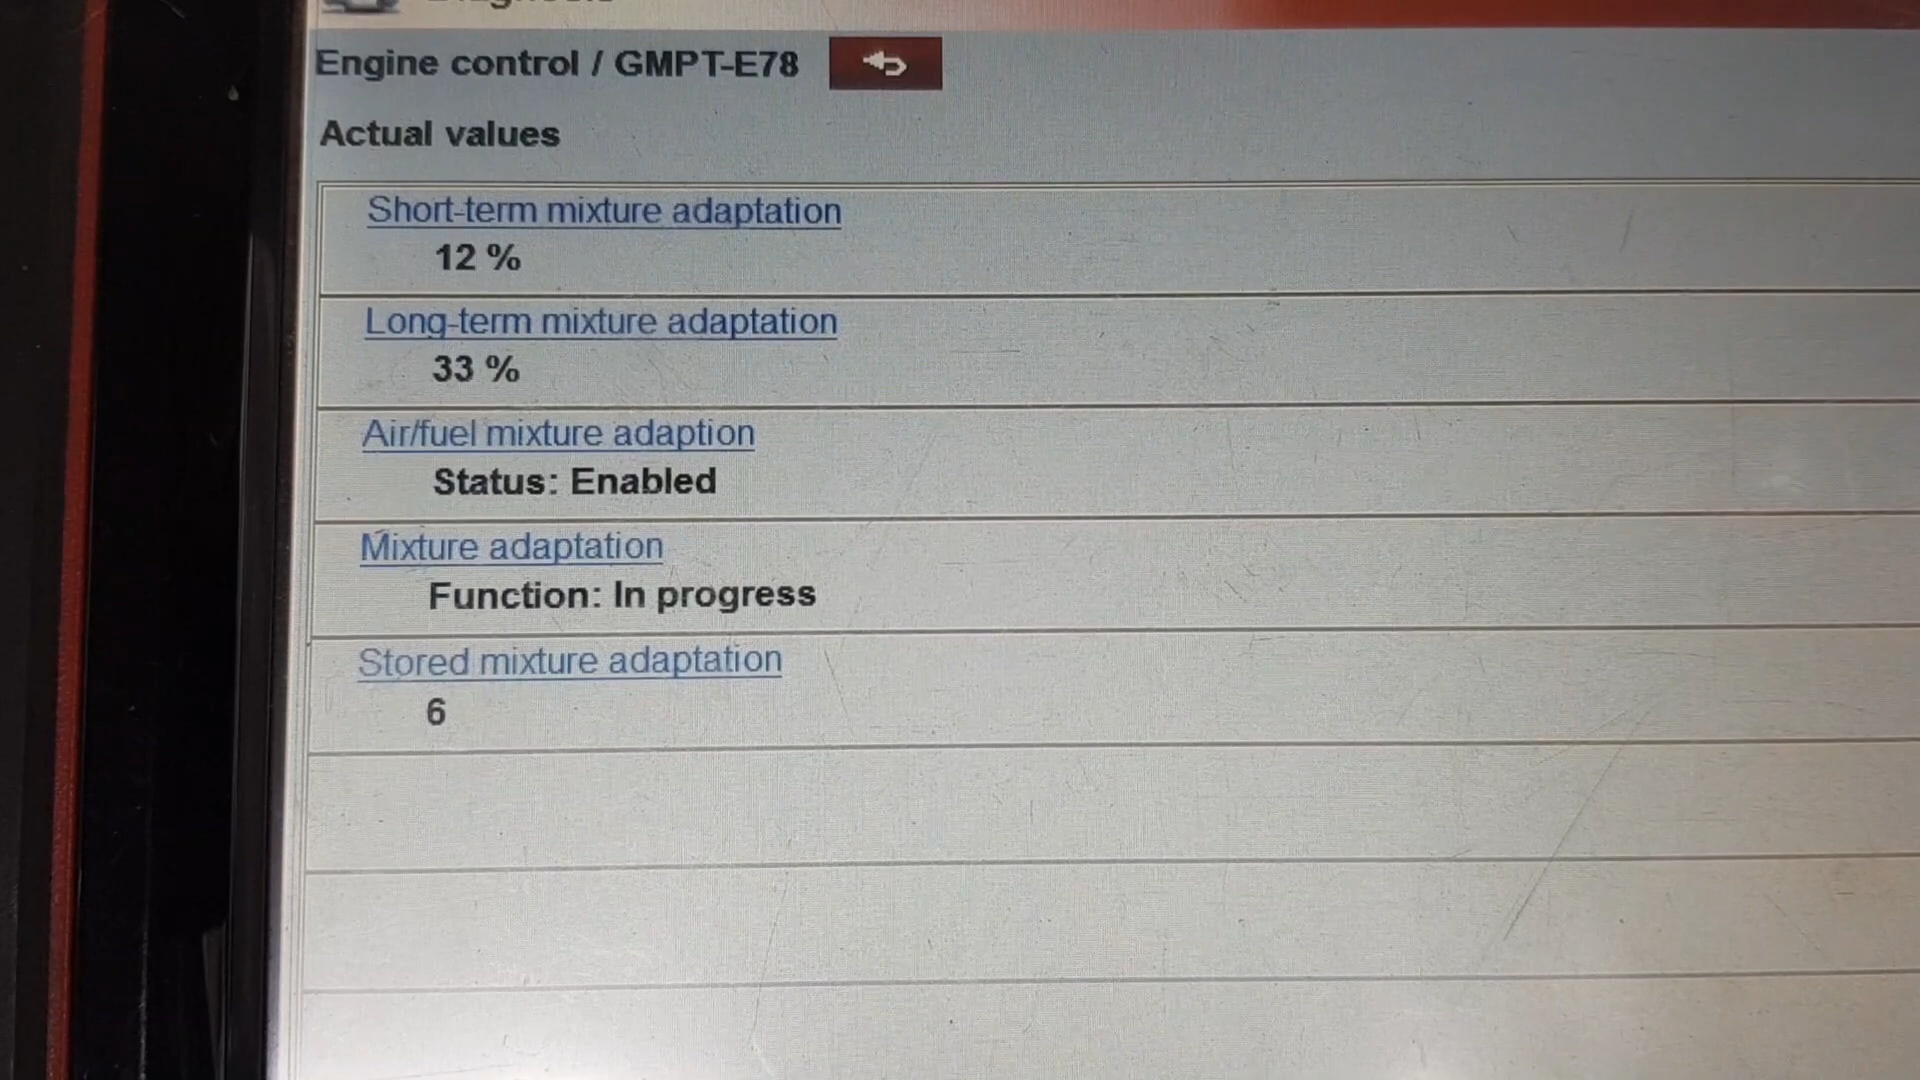 Engine control / GMPT-E78
Actual values
Short-term mixture adaptation
12 %
Long-term mixture adaptation
33 %
Air/fuel mixture adaption
Status: Enabled
Mixture adaptation
Function: In progress
Stored mixture adaptation
6